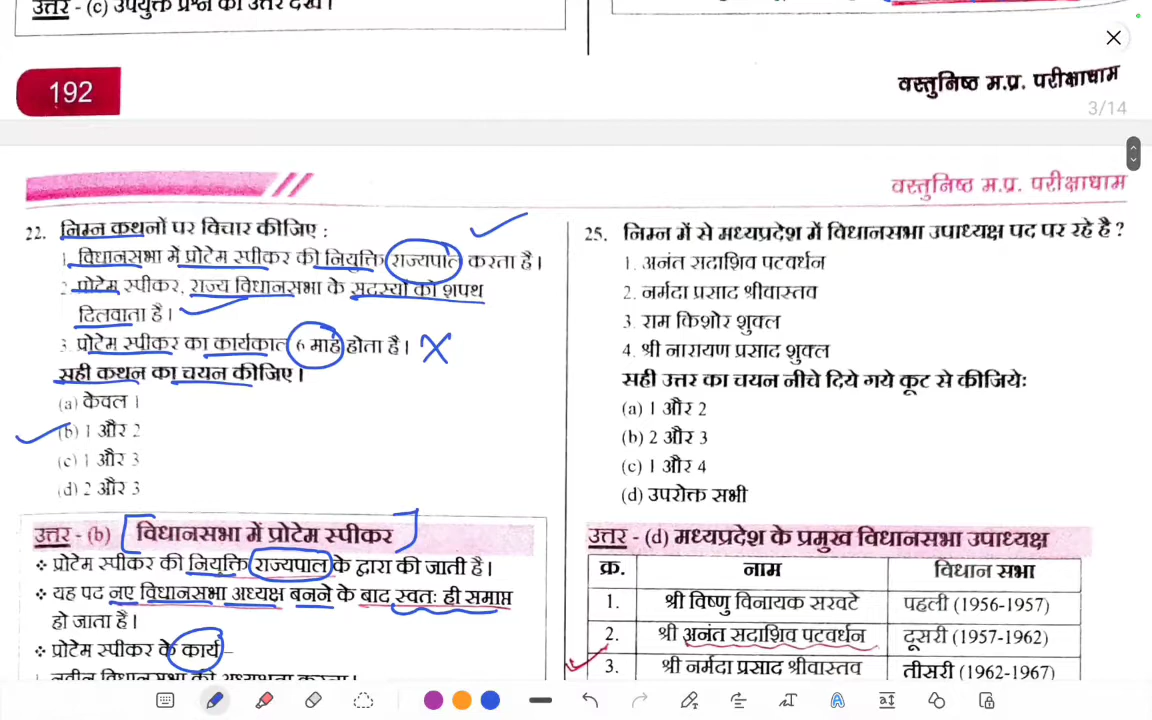 उत्तर - (c) उपर्युक्त प्रश्न का उत्तर देखें।
192
वस्तुनिष्ठ म.प्र. परीक्षाधाम
3/14
वस्तुनिष्ठ म.प्र. परीक्षाधाम
22. निम्न कथनों पर विचार कीजिए :
1. विधानसभा में प्रोटेम स्पीकर की नियुक्ति राज्यपाल करता है।
2. प्रोटेम स्पीकर, राज्य विधानसभा के सदस्यों को शपथ
दिलवाता है।
3. प्रोटेम स्पीकर का कार्यकाल 6 माह होता है।
सही कथन का चयन कीजिए।
(a) केवल 1
(b) 1 और 2
(c) 1 और 3
(d) 2 और 3
उत्तर - (b) विधानसभा में प्रोटेम स्पीकर
❖ प्रोटेम स्पीकर की नियुक्ति राज्यपाल के द्वारा की जाती है।
❖ यह पद नए विधानसभा अध्यक्ष बनने के बाद स्वतः ही समाप्त
हो जाता है।
❖ प्रोटेम स्पीकर के कार्य –
1. नवीन विधानसभा की अध्यक्षता करना।
25. निम्न में से मध्यप्रदेश में विधानसभा उपाध्यक्ष पद पर रहे है?
1. अनंत सदाशिव पटवर्धन
2. नर्मदा प्रसाद श्रीवास्तव
3. राम किशोर शुक्ल
4. श्री नारायण प्रसाद शुक्ल
सही उत्तर का चयन नीचे दिये गये कूट से कीजिये:
(a) 1 और 2
(b) 2 और 3
(c) 1 और 4
(d) उपरोक्त सभी
उत्तर - (d) मध्यप्रदेश के प्रमुख विधानसभा उपाध्यक्ष
क्र. नाम विधान सभा
1. श्री विष्णु विनायक सरवटे पहली (1956-1957)
2. श्री अनंत सदाशिव पटवर्धन दूसरी (1957-1962)
3. श्री नर्मदा प्रसाद श्रीवास्तव तीसरी (1962-1967)